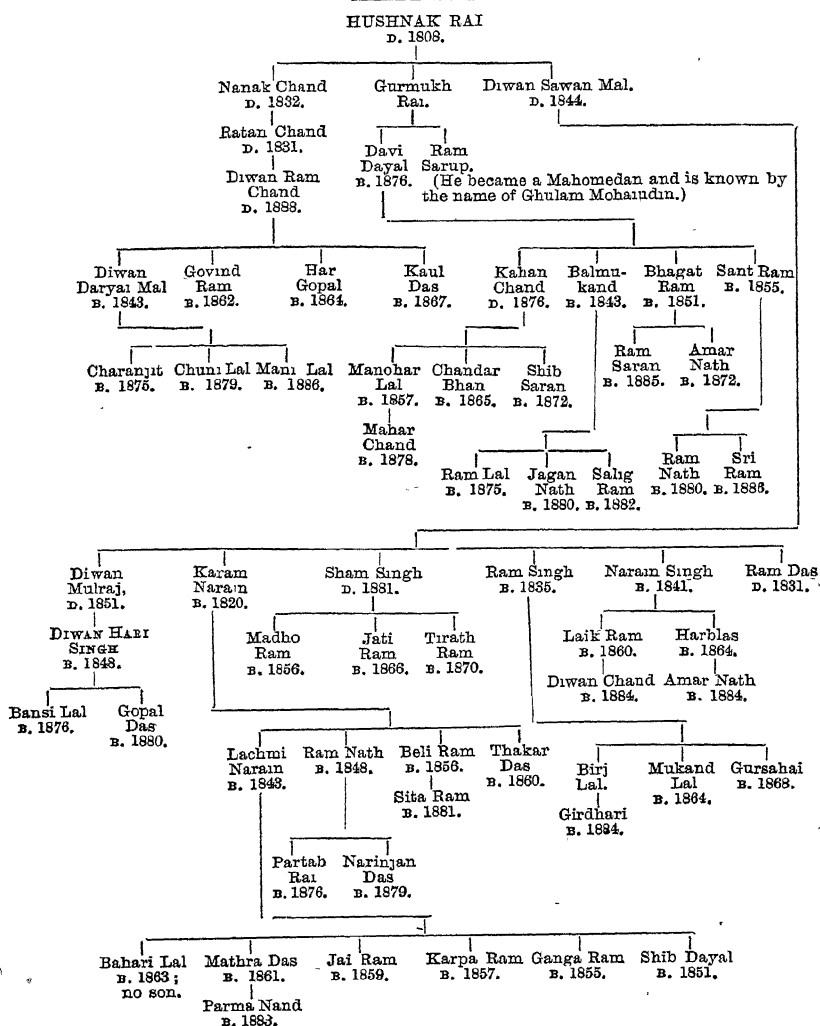 HUSHNAK RAI
D. 1808.
Nanak Chand Gurmukh Diwan Sawan Mal.
D. 1832. Rai. D. 1844.
Ratan Chand
D. 1831.
Davi Ram
Dayal Sarup.
B. 1876. (He became a Mahomedan and is known by
the name of Ghulam Mohaiudin.)
Diwan Ram
Chand
D. 1888.
Diwan Govind Har Kaul Kahan Balmu- Bhagat Sant Ram
Daryai Mal Ram Gopal Das Chand kand Ram B. 1855.
B. 1843. B. 1862. B. 1864. B. 1867. D. 1876. B. 1843. B. 1851.
Charanjit Chuni Lal Mani Lal Manohar Chandar Shib
B. 1875. B. 1879. B. 1886. Lal Bhan Saran
B. 1857. B. 1865. B. 1872.
Ram Amar
Saran Nath
B. 1885. B. 1872.
Mahar
Chand
B. 1878.
Ram Lal Jagan Salig
B. 1875. Nath Ram
B. 1880. B. 1882.
Ram Sri
Nath Ram
B. 1880. B. 1886.
Diwan Karam Sham Singh Ram Singh Narain Singh Ram Das
Mulraj, Narain D. 1881. B. 1835. B. 1841. D. 1831.
D. 1851. B. 1820.
DIWAN HARI
SINGH
B. 1848.
Madho Jati Tirath
Ram Ram Ram
B. 1856. B. 1866. B. 1870.
Laik Ram Harblas
B. 1860. B. 1864.
Diwan Chand Amar Nath
B. 1884. B. 1884.
Bansi Lal Gopal
B. 1876. Das
B. 1880.
Lachmi Ram Nath Beli Ram Thakar
Narain B. 1848. B. 1856. Das
B. 1843. B. 1860.
Sita Ram
B. 1881.
Birj Mukand Gursahai
Lal. Lal B. 1868.
B. 1864.
Girdhari
B. 1884.
Partab Narinjan
Rai Das
B. 1876. B. 1879.
Bahari Lal Mathra Das Jai Ram Karpa Ram Ganga Ram Shib Dayal
B. 1863; B. 1861. B. 1859. B. 1857. B. 1855. B. 1851.
no son.
Parma Nand
B. 1883.